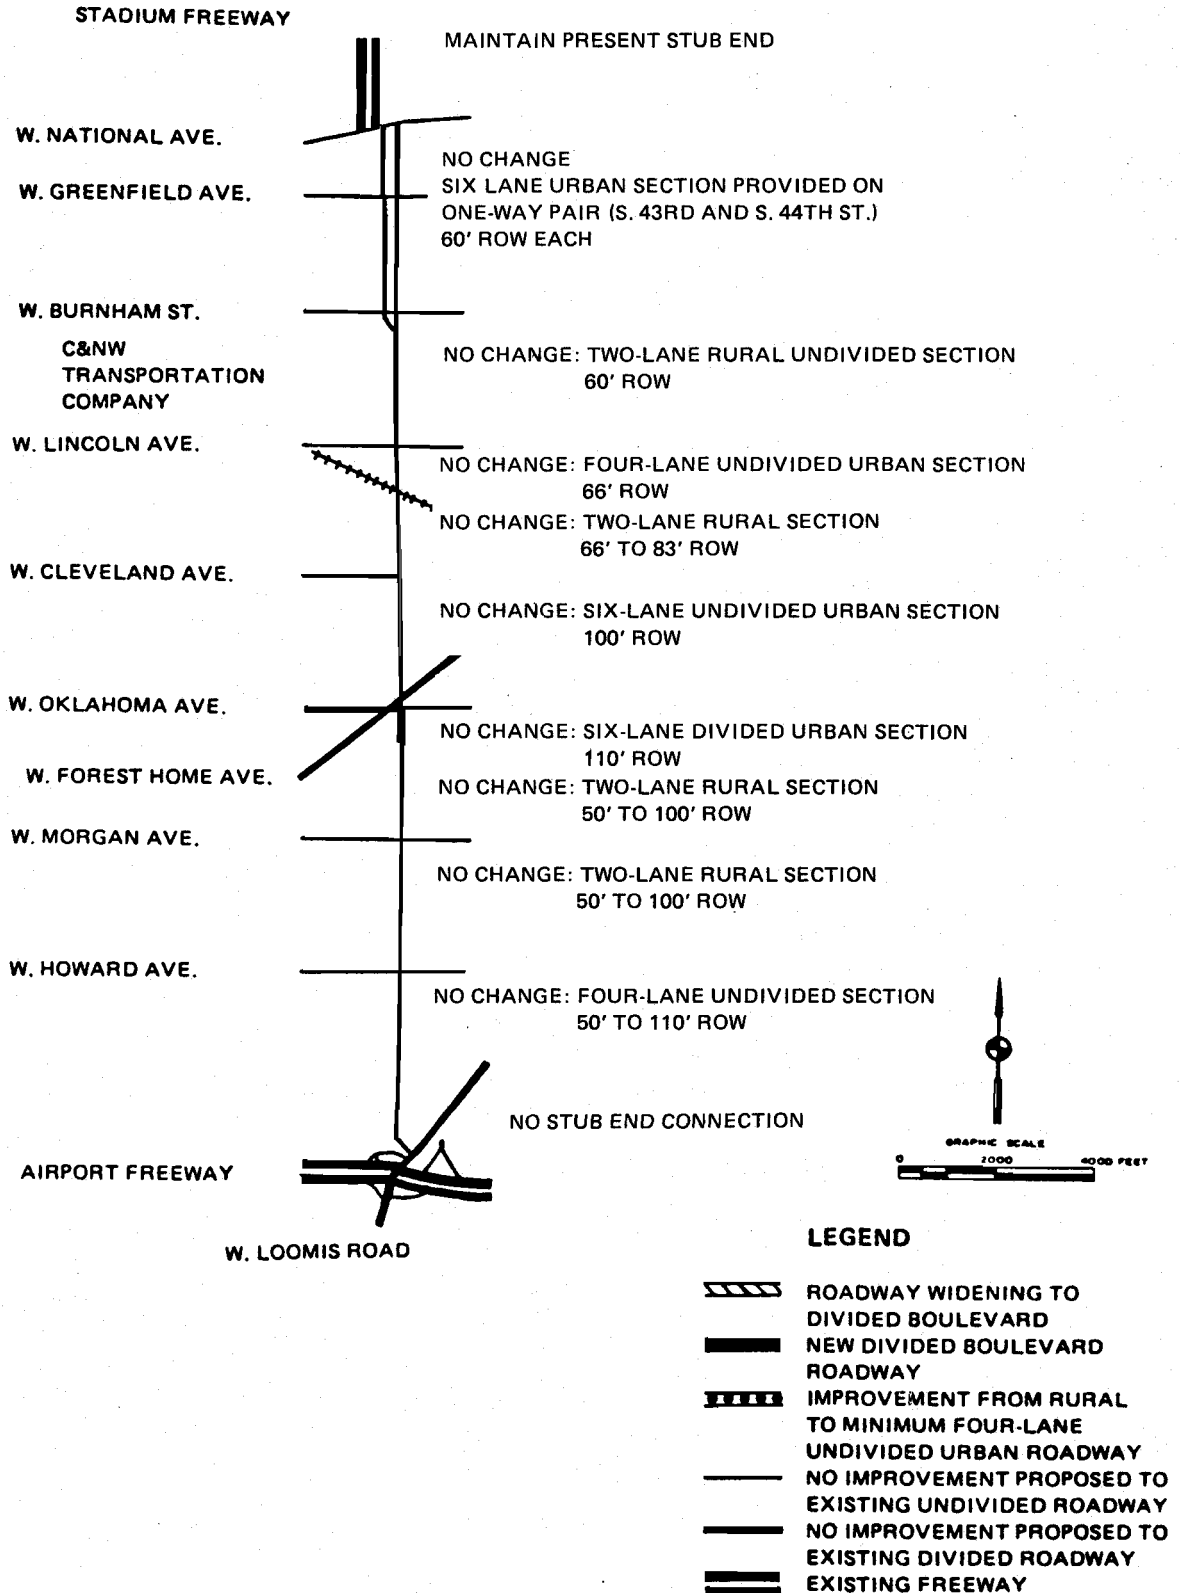 STADIUM FREEWAY
MAINTAIN PRESENT STUB END
W. NATIONAL AVE.
NO CHANGE
SIX LANE URBAN SECTION PROVIDED ON
ONE-WAY PAIR (S. 43RD AND S. 44TH ST.)
60' ROW EACH
W. GREENFIELD AVE.
W. BURNHAM ST.
C&NW
TRANSPORTATION
COMPANY
NO CHANGE: TWO-LANE RURAL UNDIVIDED SECTION
60' ROW
W. LINCOLN AVE.
NO CHANGE: FOUR-LANE UNDIVIDED URBAN SECTION
66' ROW
NO CHANGE: TWO-LANE RURAL SECTION
66' TO 83' ROW
W. CLEVELAND AVE.
NO CHANGE: SIX-LANE UNDIVIDED URBAN SECTION
100' ROW
W. OKLAHOMA AVE.
NO CHANGE: SIX-LANE DIVIDED URBAN SECTION
110' ROW
W. FOREST HOME AVE.
NO CHANGE: TWO-LANE RURAL SECTION
50' TO 100' ROW
W. MORGAN AVE.
NO CHANGE: TWO-LANE RURAL SECTION
50' TO 100' ROW
W. HOWARD AVE.
NO CHANGE: FOUR-LANE UNDIVIDED SECTION
50' TO 110' ROW
NO STUB END CONNECTION
AIRPORT FREEWAY
W. LOOMIS ROAD
GRAPHIC SCALE
0 2000 4000 FEET
LEGEND
ROADWAY WIDENING TO
DIVIDED BOULEVARD
NEW DIVIDED BOULEVARD
ROADWAY
IMPROVEMENT FROM RURAL
TO MINIMUM FOUR-LANE
UNDIVIDED URBAN ROADWAY
NO IMPROVEMENT PROPOSED TO
EXISTING UNDIVIDED ROADWAY
NO IMPROVEMENT PROPOSED TO
EXISTING DIVIDED ROADWAY
EXISTING FREEWAY